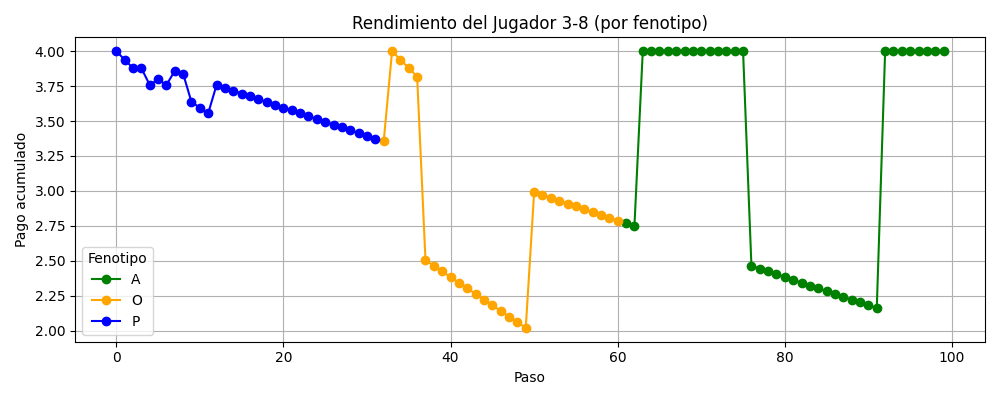 Rendimiento del Jugador 3-8 (por fenotipo)
Pago acumulado
4.00
3.75
3.50
3.25
3.00
2.75
2.50
2.25
2.00
Fenotipo
A
O
P
0 20 40 60 80 100
Paso